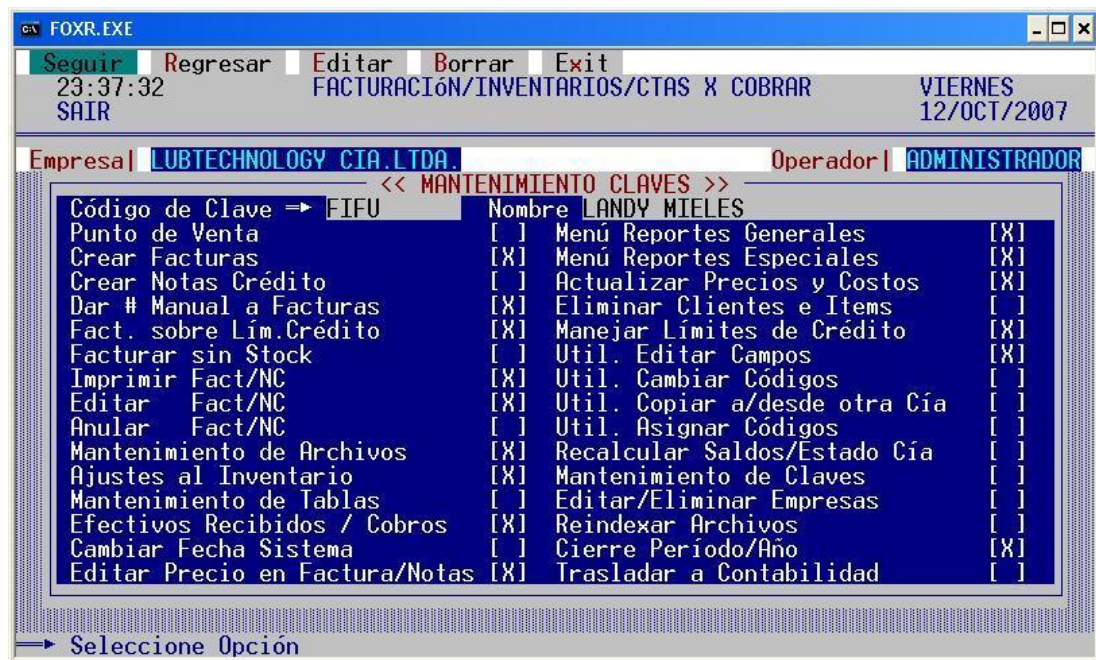 FOXR.EXE
Seguir Regresar Editar Borrar Exit
23:37:32 FACTURACIóN/INVENTARIOS/CTAS X COBRAR VIERNES
SAIR 12/OCT/2007
Empresa| LUBTECHNOLOGY CIA.LTDA. Operador| ADMINISTRADOR
<< MANTENIMIENTO CLAVES >>
Código de Clave =► FIFU Nombre LANDY MIELES
Punto de Venta [ ] Menú Reportes Generales [X]
Crear Facturas [X] Menú Reportes Especiales [X]
Crear Notas Crédito [ ] Actualizar Precios y Costos [X]
Dar # Manual a Facturas [X] Eliminar Clientes e Items [ ]
Fact. sobre Lím.Crédito [X] Manejar Límites de Crédito [X]
Facturar sin Stock [ ] Util. Editar Campos [X]
Imprimir Fact/NC [X] Util. Cambiar Códigos [ ]
Editar Fact/NC [X] Util. Copiar a/desde otra Cía [ ]
Anular Fact/NC [ ] Util. Asignar Códigos [ ]
Mantenimiento de Archivos [X] Recalcular Saldos/Estado Cía [ ]
Ajustes al Inventario [X] Mantenimiento de Claves [ ]
Mantenimiento de Tablas [ ] Editar/Eliminar Empresas [ ]
Efectivos Recibidos / Cobros [X] Reindexar Archivos [ ]
Cambiar Fecha Sistema [ ] Cierre Período/Año [X]
Editar Precio en Factura/Notas [X] Trasladar a Contabilidad [ ]
=► Seleccione Opción